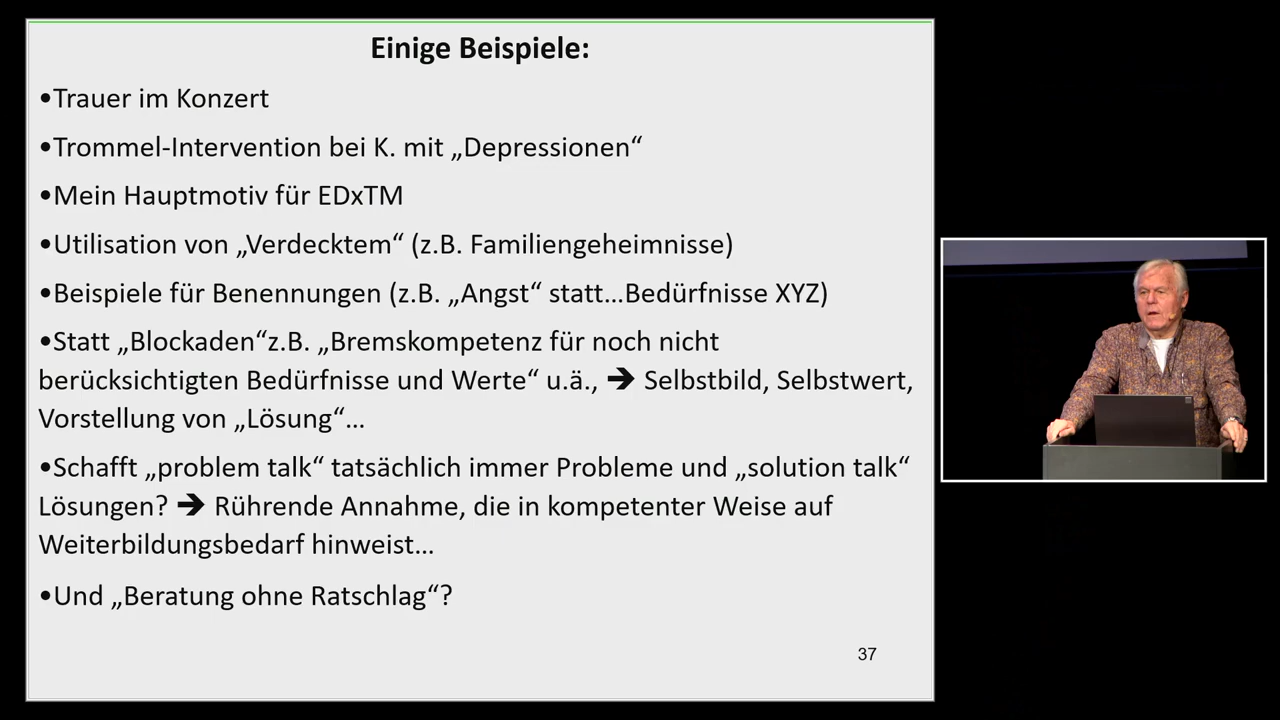 Einige Beispiele:
•Trauer im Konzert
•Trommel-Intervention bei K. mit „Depressionen“
•Mein Hauptmotiv für EDxTM
•Utilisation von „Verdecktem“ (z.B. Familiengeheimnisse)
•Beispiele für Benennungen (z.B. „Angst“ statt...Bedürfnisse XYZ)
•Statt „Blockaden“z.B. „Bremskompetenz für noch nicht
berücksichtigten Bedürfnisse und Werte“ u.ä., ➔ Selbstbild, Selbstwert,
Vorstellung von „Lösung“...
•Schafft „problem talk“ tatsächlich immer Probleme und „solution talk“
Lösungen? ➔ Rührende Annahme, die in kompetenter Weise auf
Weiterbildungsbedarf hinweist...
•Und „Beratung ohne Ratschlag“?
37